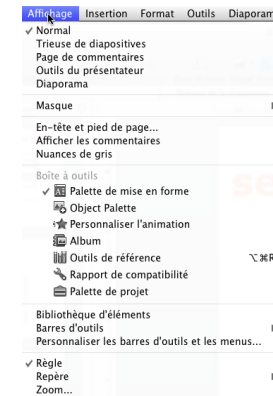 Affichage Insertion Format Outils Diaporam
✓ Normal
Trieuse de diapositives
Page de commentaires
Outils du présentateur
Diaporama
Masque
En-tête et pied de page...
Afficher les commentaires
Nuances de gris
Boîte à outils
✓ Palette de mise en forme
Object Palette
Personnaliser l'animation
Album
Outils de référence ⌥⌘R
Rapport de compatibilité
Palette de projet
Bibliothèque d'éléments
Barres d'outils
Personnaliser les barres d'outils et les menus...
✓ Règle
Repère
Zoom...